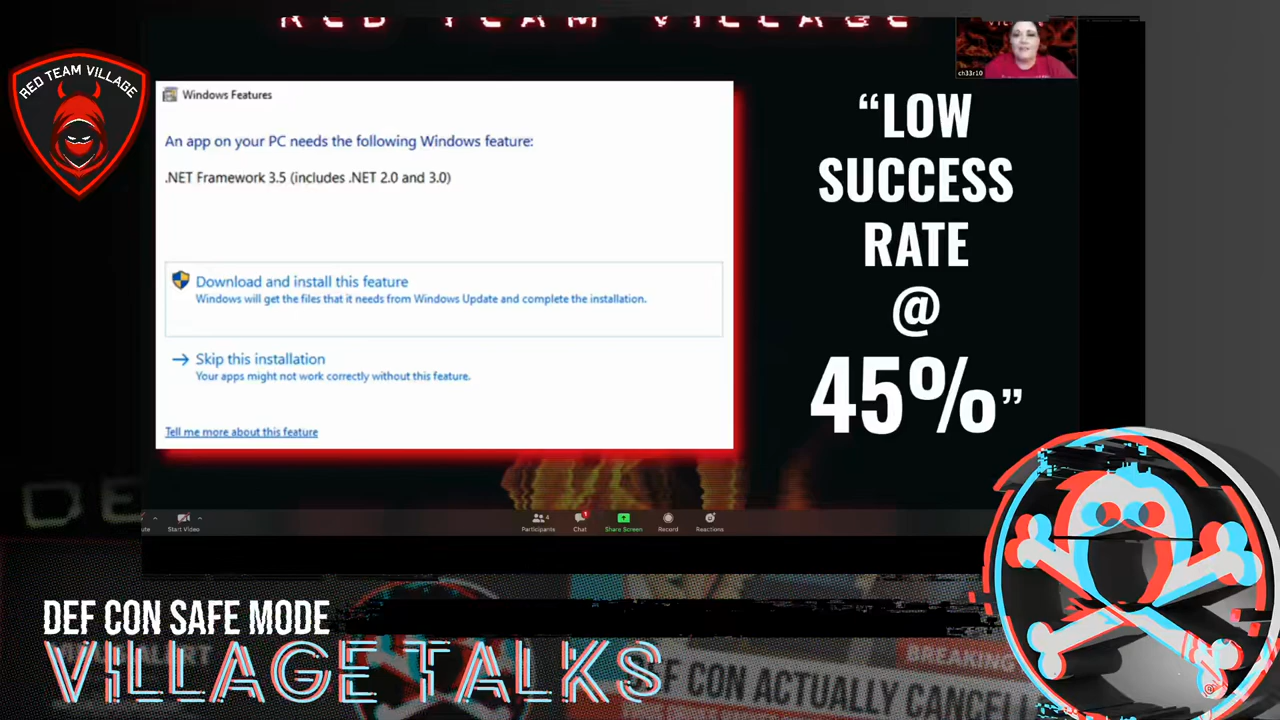 RED TEAM VILLAGE
RED TEAM VILLAGE
ch33r10
Windows Features
An app on your PC needs the following Windows feature:
.NET Framework 3.5 (includes .NET 2.0 and 3.0)
Download and install this feature
Windows will get the files that it needs from Windows Update and complete the installation.
Skip this installation
Your apps might not work correctly without this feature.
Tell me more about this feature
“LOW
SUCCESS
RATE
@
45%”
Start Video
Participants
4
Chat
1
Share Screen
Record
Reactions
DEF CON SAFE MODE
VILLAGE TALKS
BREAKING
DEF CON ACTUALLY